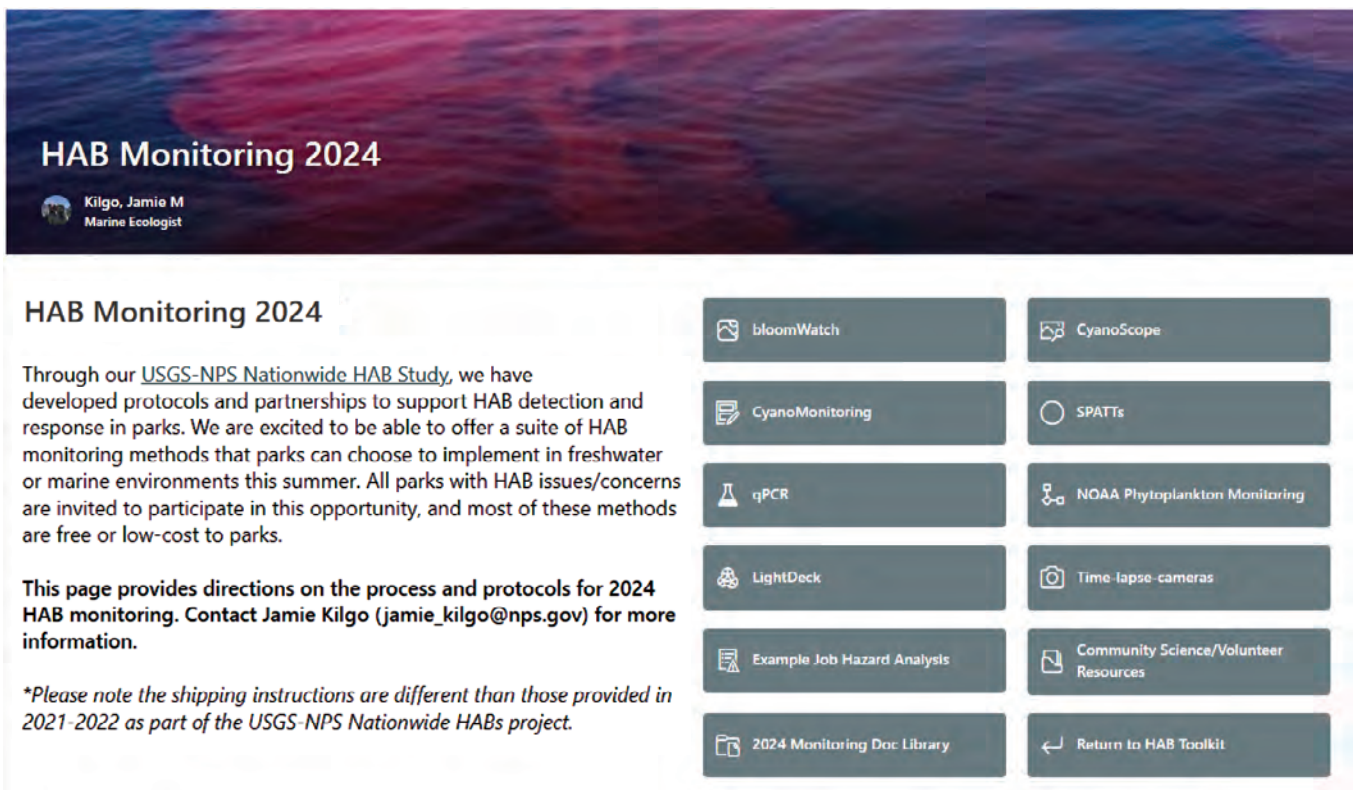 HAB Monitoring 2024
Kilgo, Jamie M
Marine Ecologist
HAB Monitoring 2024
Through our USGS-NPS Nationwide HAB Study, we have
developed protocols and partnerships to support HAB detection and
response in parks. We are excited to be able to offer a suite of HAB
monitoring methods that parks can choose to implement in freshwater
or marine environments this summer. All parks with HAB issues/concerns
are invited to participate in this opportunity, and most of these methods
are free or low-cost to parks.
This page provides directions on the process and protocols for 2024
HAB monitoring. Contact Jamie Kilgo (jamie_kilgo@nps.gov) for more
information.
*Please note the shipping instructions are different than those provided in
2021-2022 as part of the USGS-NPS Nationwide HABs project.
bloomWatch
CyanoScope
CyanoMonitoring
SPATTs
qPCR
NOAA Phytoplankton Monitoring
LightDeck
Time-lapse-cameras
Example Job Hazard Analysis
Community Science/Volunteer
Resources
2024 Monitoring Doc Library
Return to HAB Toolkit